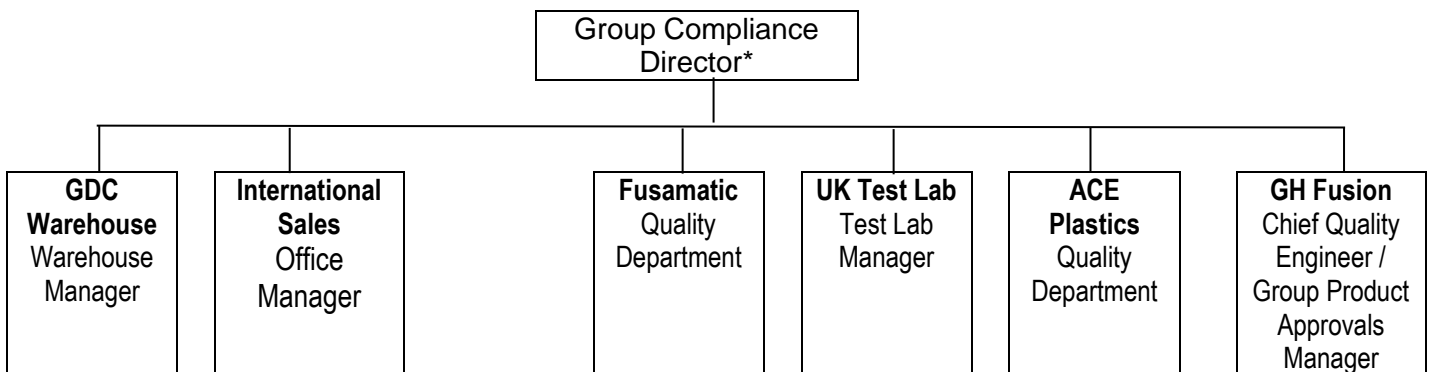 Group Compliance
Director*
GDC
Warehouse
Warehouse
Manager
International
Sales
Office
Manager
Fusamatic
Quality
Department
UK Test Lab
Test Lab
Manager
ACE
Plastics
Quality
Department
GH Fusion
Chief Quality
Engineer /
Group Product
Approvals
Manager